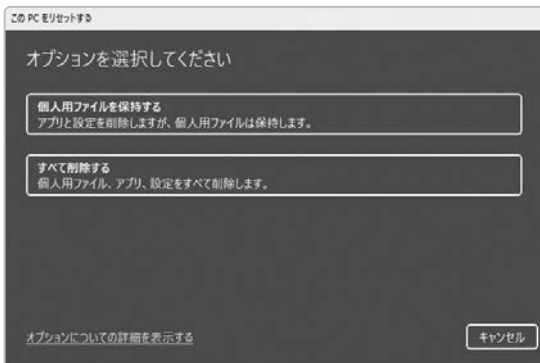 この PC をリセットする
オプションを選択してください
個人用ファイルを保持する
アプリと設定を削除しますが、個人用ファイルは保持します。
すべて削除する
個人用ファイル、アプリ、設定をすべて削除します。
オプションについての詳細を表示する
キャンセル